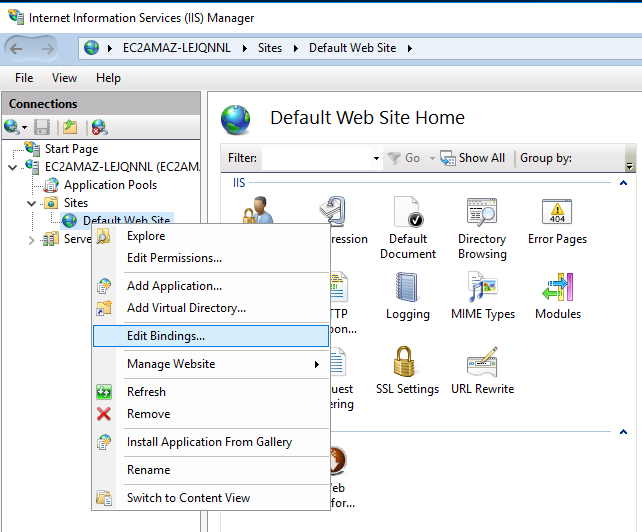 Internet Information Services (IIS) Manager
EC2AMAZ-LEJQNNL Sites Default Web Site
File View Help
Connections
Start Page
EC2AMAZ-LEJQNNL (EC2AMA
Application Pools
Sites
Default Web Site
Serve
Explore
Edit Permissions...
Add Application...
Add Virtual Directory...
Edit Bindings...
Manage Website
Refresh
Remove
Install Application From Gallery
Rename
Switch to Content View
Default Web Site Home
Filter: Go Show All Group by:
IIS
ression
Default Document
Directory Browsing
Error Pages
404
TTP
pon...
Logging
MIME Types
Modules
uest
ering
SSL Settings
URL Rewrite
eb
for...